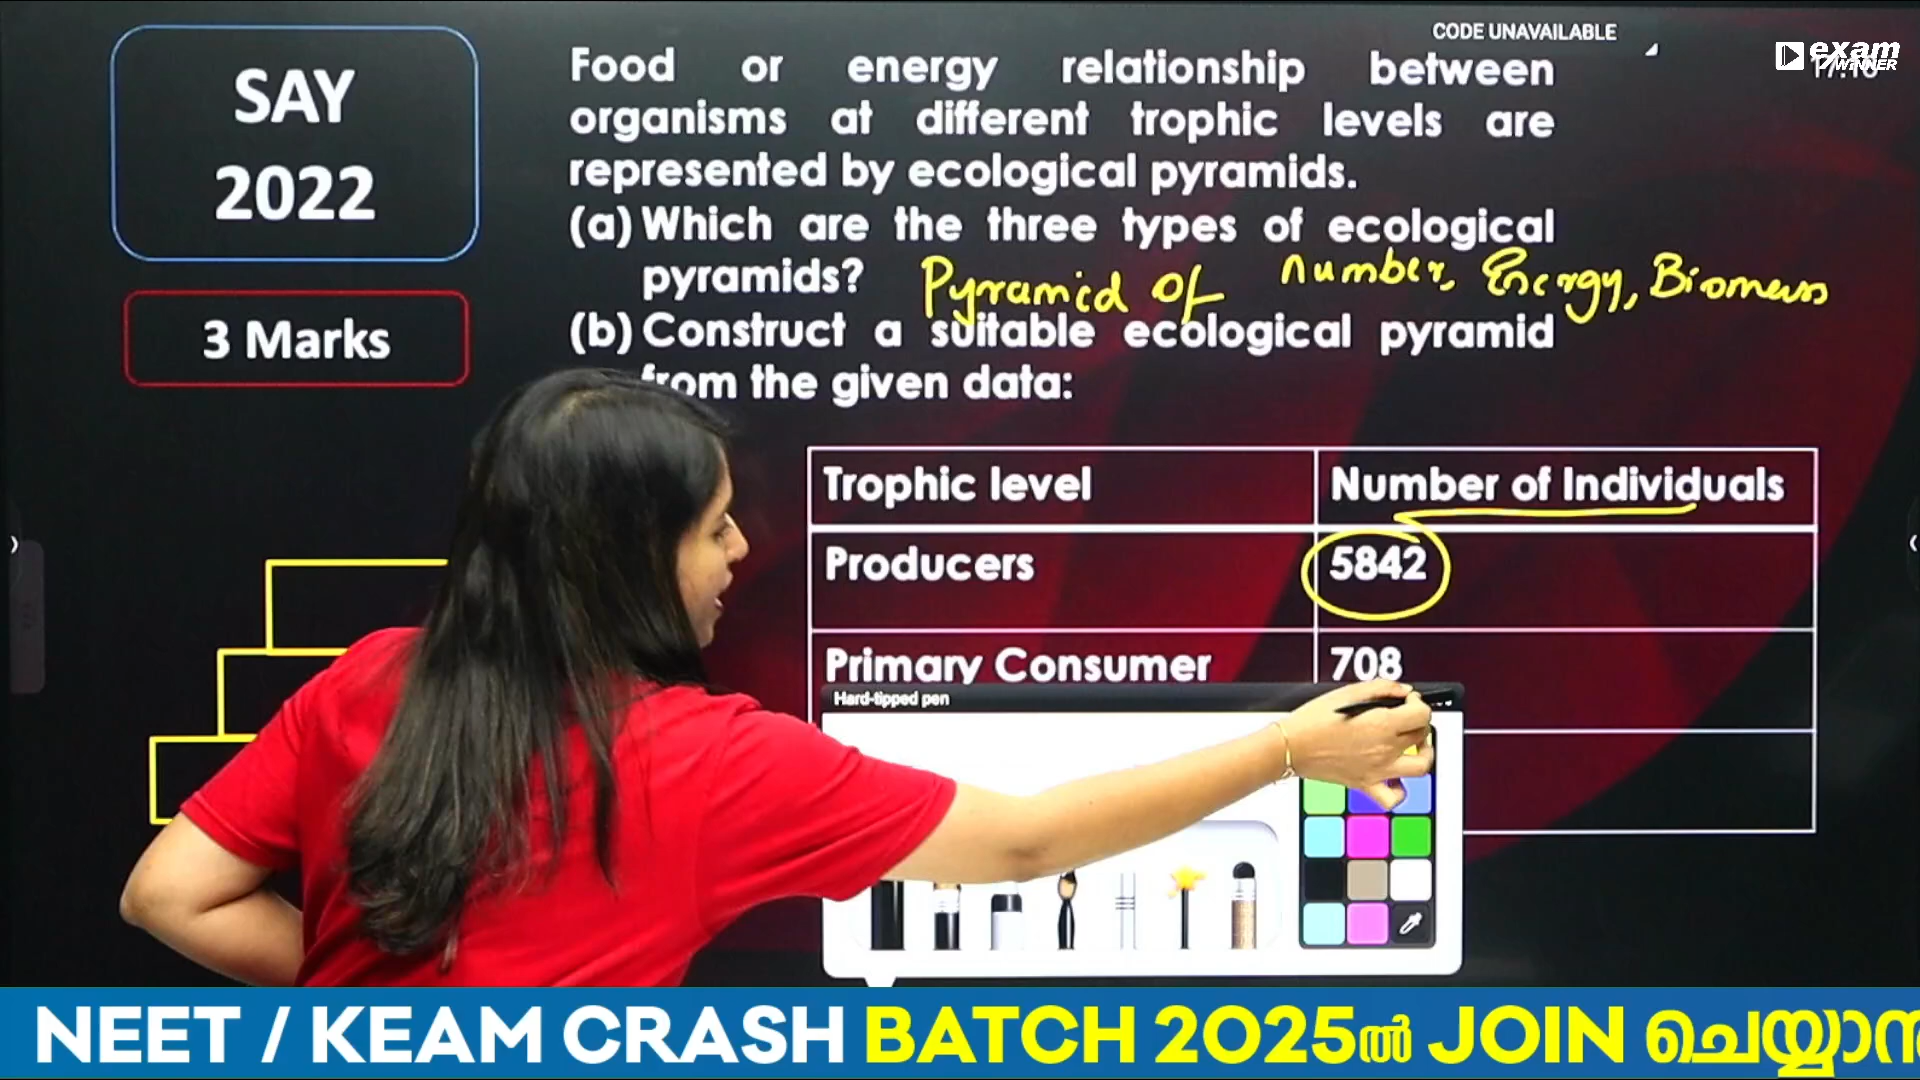 CODE UNAVAILABLE
exam
WINNER
SAY
2022
3 Marks
Food or energy relationship between
organisms at different trophic levels are
represented by ecological pyramids.
(a) Which are the three types of ecological
pyramids? Pyramid of number, Energy, Biomass
(b) Construct a suitable ecological pyramid
from the given data:
Trophic level Number of Individuals
Producers 5842
Primary Consumer 708
Hard-tipped pen
NEET / KEAM CRASH BATCH 2025ൽ JOIN ചെയ്യാൻ